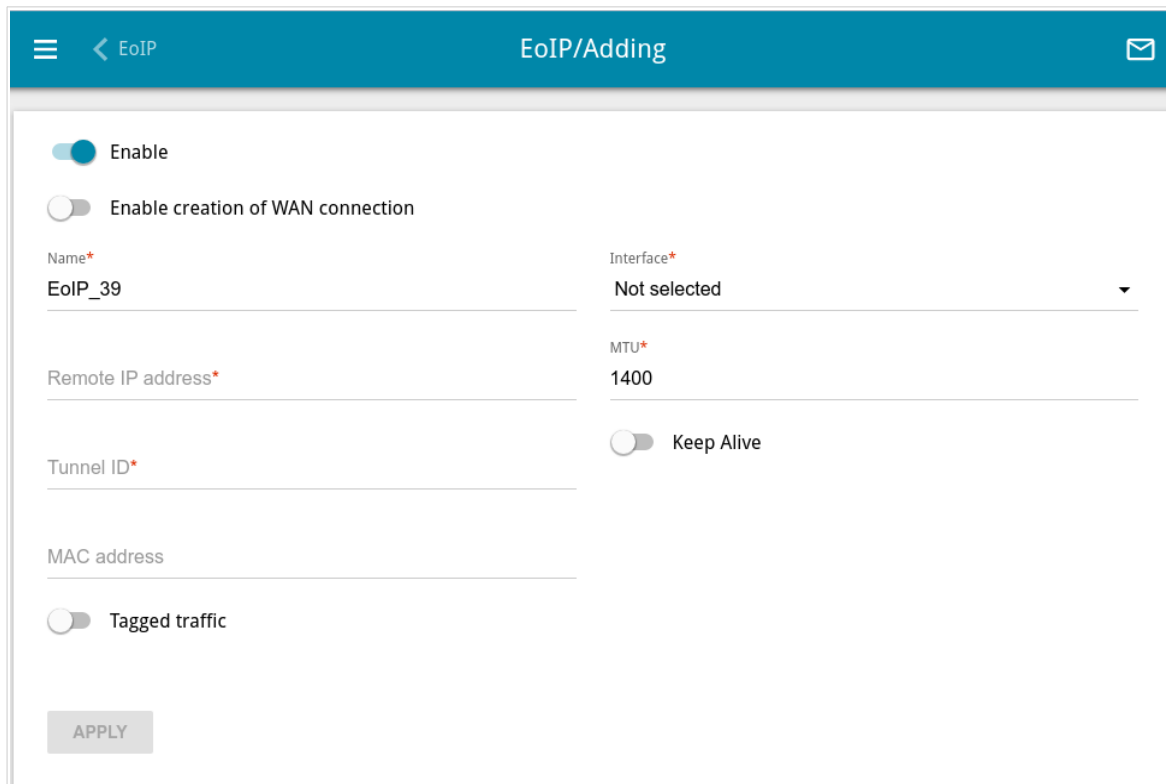 EoIP
EoIP/Adding
Enable
Enable creation of WAN connection
Name*
EoIP_39
Interface*
Not selected
Remote IP address*
MTU*
1400
Tunnel ID*
Keep Alive
MAC address
Tagged traffic
APPLY